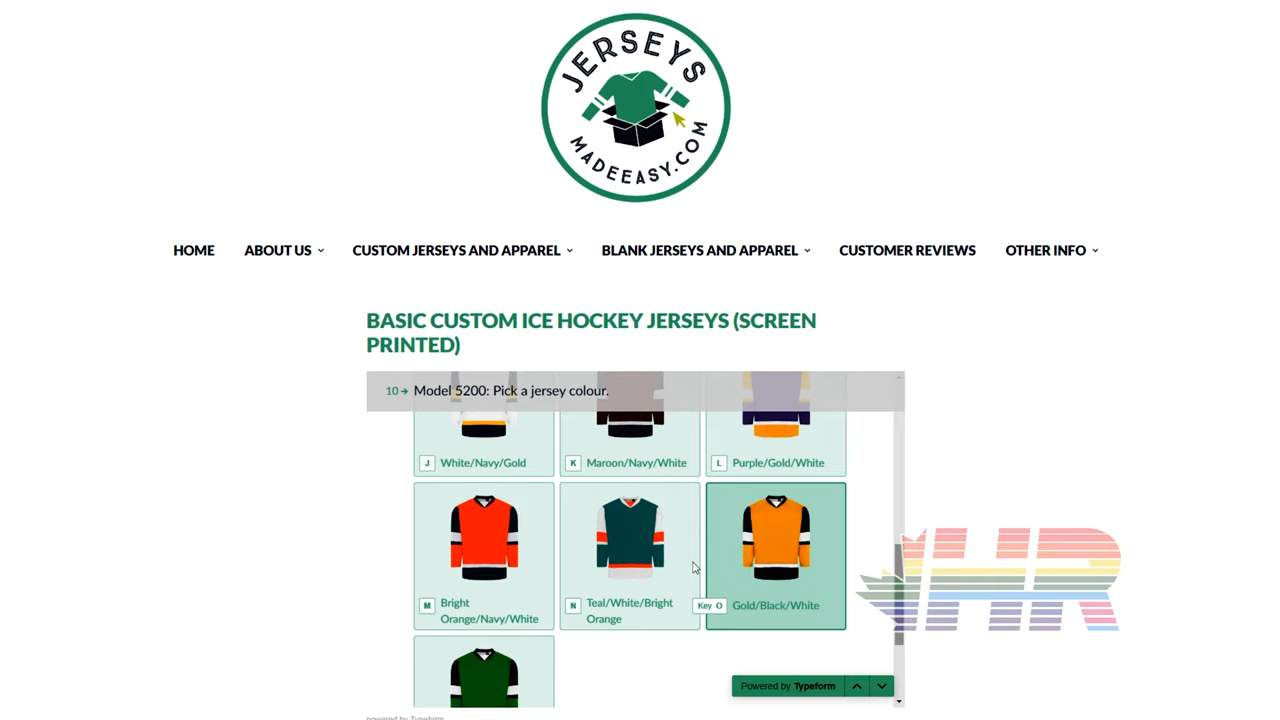 JERSEYS
MADEEASY.COM
HOME ABOUT US CUSTOM JERSEYS AND APPAREL BLANK JERSEYS AND APPAREL CUSTOMER REVIEWS OTHER INFO
BASIC CUSTOM ICE HOCKEY JERSEYS (SCREEN
PRINTED)
10 Model 5200: Pick a jersey colour.
J White/Navy/Gold
K Maroon/Navy/White
L Purple/Gold/White
M Bright
Orange/Navy/White
N Teal/White/Bright
Orange
Key O Gold/Black/White
HR
Powered by Typeform
powered by Typeform